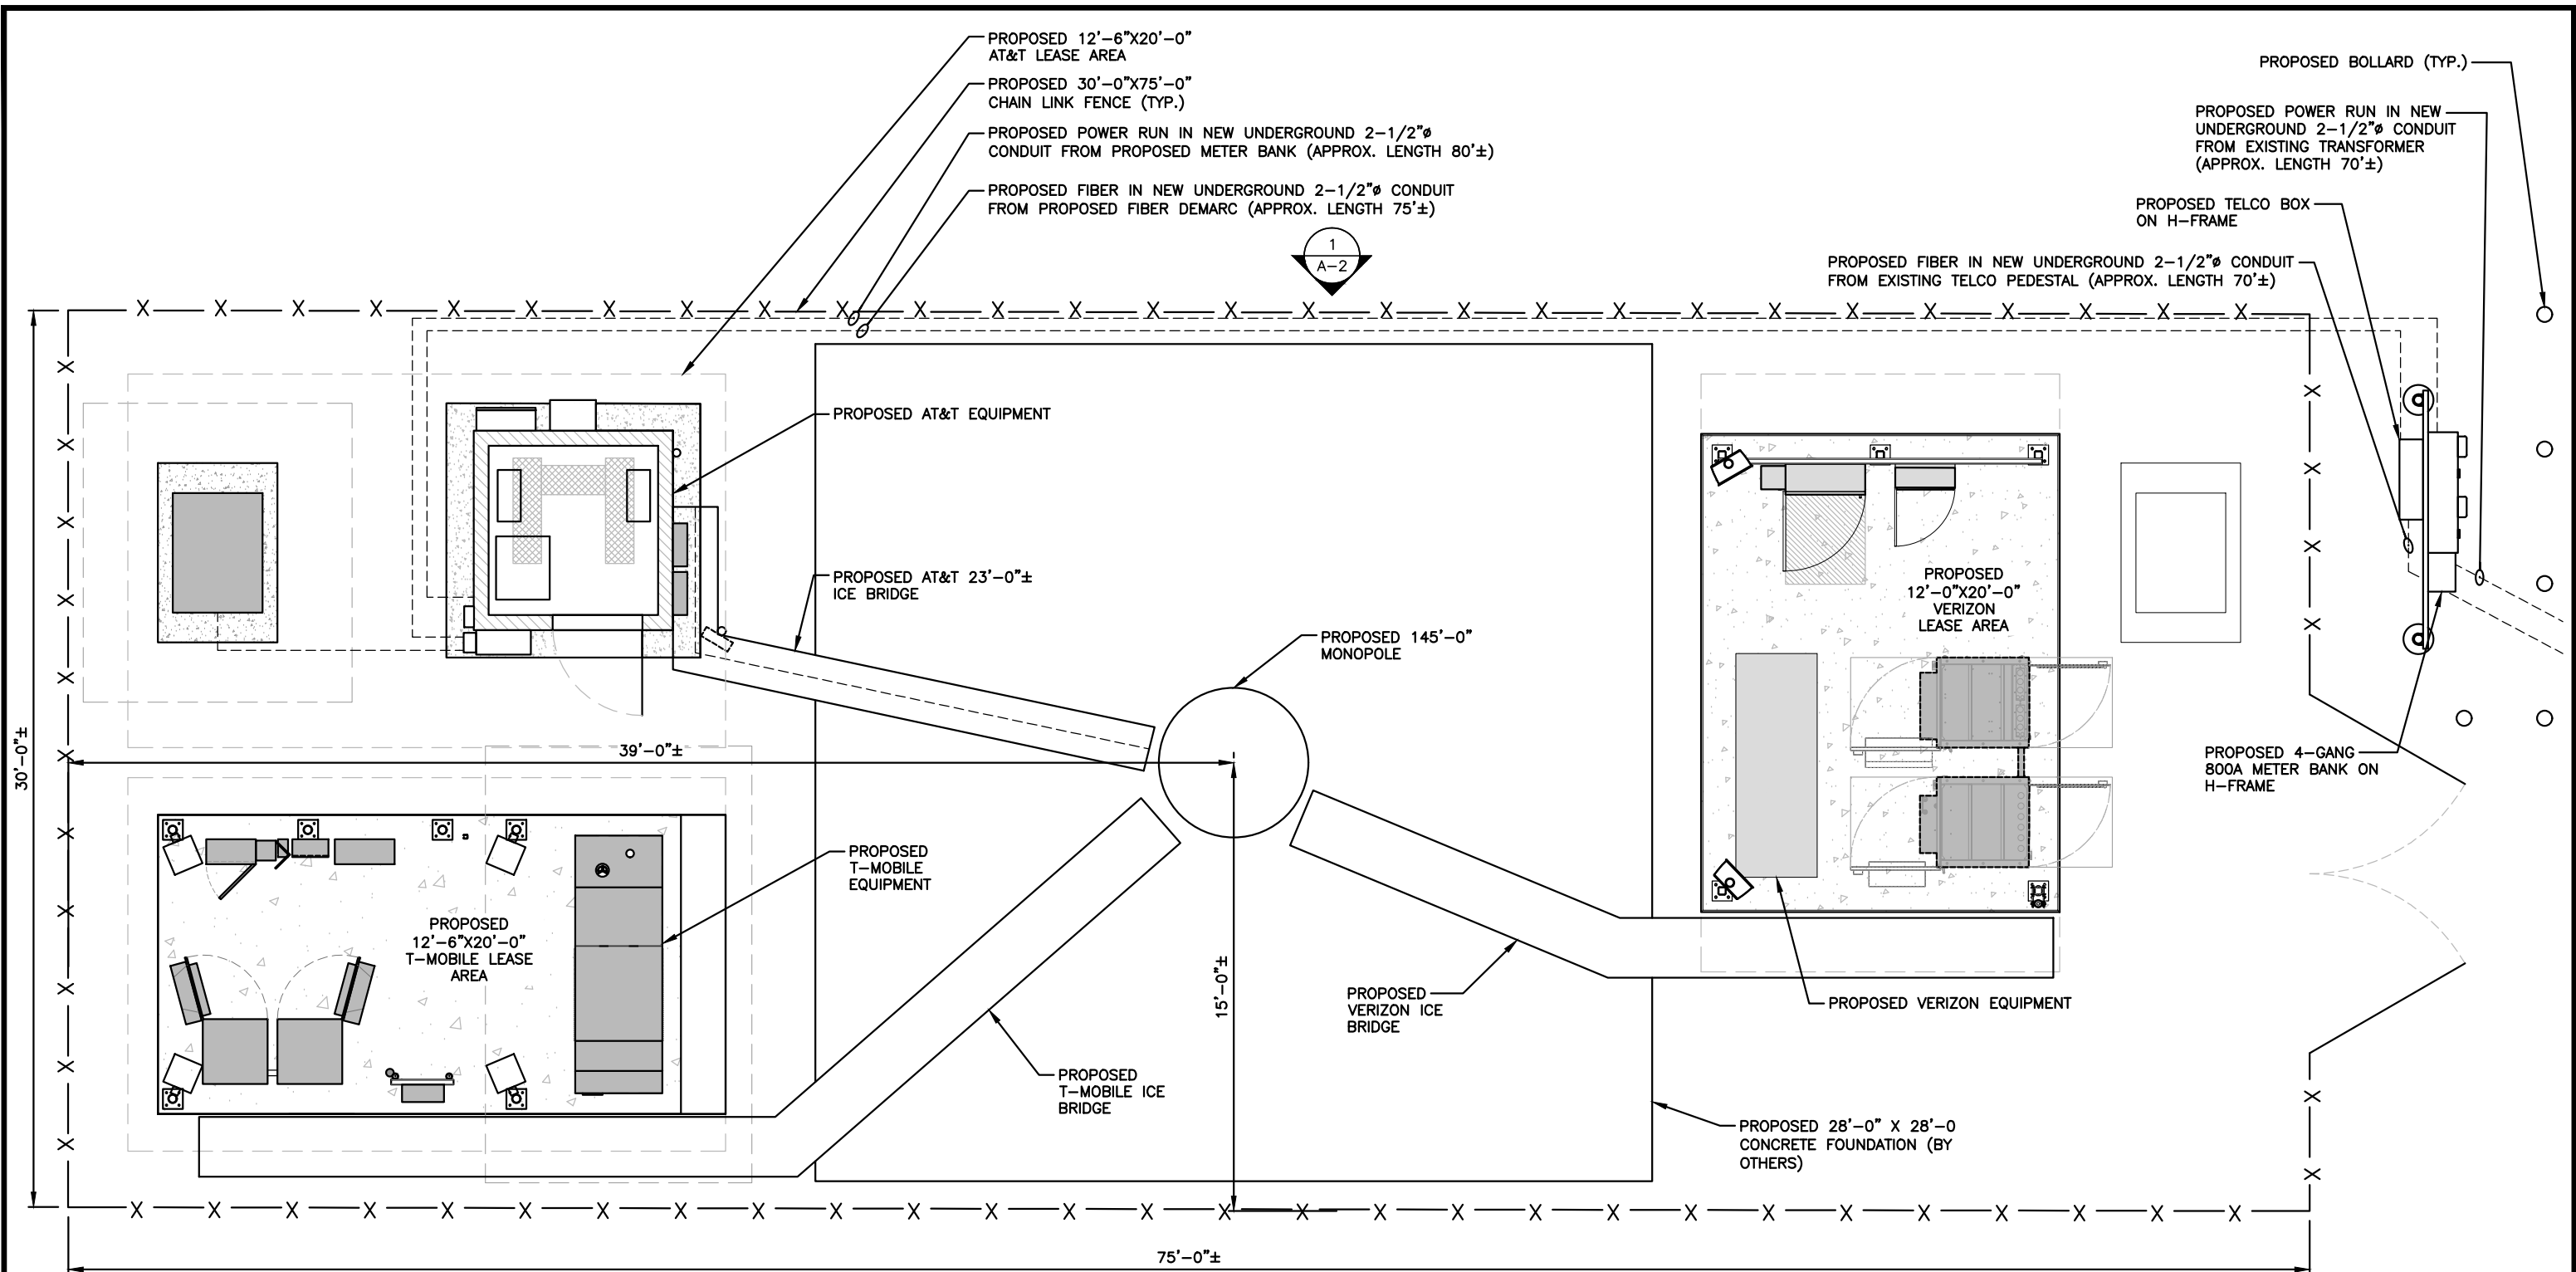 PROPOSED 12'-6"X20'-0"
AT&T LEASE AREA
PROPOSED 30'-0"X75'-0"
CHAIN LINK FENCE (TYP.)
PROPOSED POWER RUN IN NEW UNDERGROUND 2-1/2"ø
CONDUIT FROM PROPOSED METER BANK (APPROX. LENGTH 80'±)
PROPOSED FIBER IN NEW UNDERGROUND 2-1/2"ø CONDUIT
FROM PROPOSED FIBER DEMARC (APPROX. LENGTH 75'±)
1
A-2
PROPOSED BOLLARD (TYP.)
PROPOSED POWER RUN IN NEW
UNDERGROUND 2-1/2"ø CONDUIT
FROM EXISTING TRANSFORMER
(APPROX. LENGTH 70'±)
PROPOSED TELCO BOX
ON H-FRAME
PROPOSED FIBER IN NEW UNDERGROUND 2-1/2"ø CONDUIT
FROM EXISTING TELCO PEDESTAL (APPROX. LENGTH 70'±)
PROPOSED AT&T EQUIPMENT
PROPOSED AT&T 23'-0"±
ICE BRIDGE
PROPOSED 145'-0"
MONOPOLE
PROPOSED
12'-0"X20'-0"
VERIZON
LEASE AREA
30'-0"±
39'-0"±
PROPOSED 4-GANG
800A METER BANK ON
H-FRAME
PROPOSED
T-MOBILE
EQUIPMENT
PROPOSED
12'-6"X20'-0"
T-MOBILE LEASE
AREA
15'-0"±
PROPOSED
VERIZON ICE
BRIDGE
PROPOSED VERIZON EQUIPMENT
PROPOSED
T-MOBILE ICE
BRIDGE
PROPOSED 28'-0" X 28'-0
CONCRETE FOUNDATION (BY
OTHERS)
75'-0"±